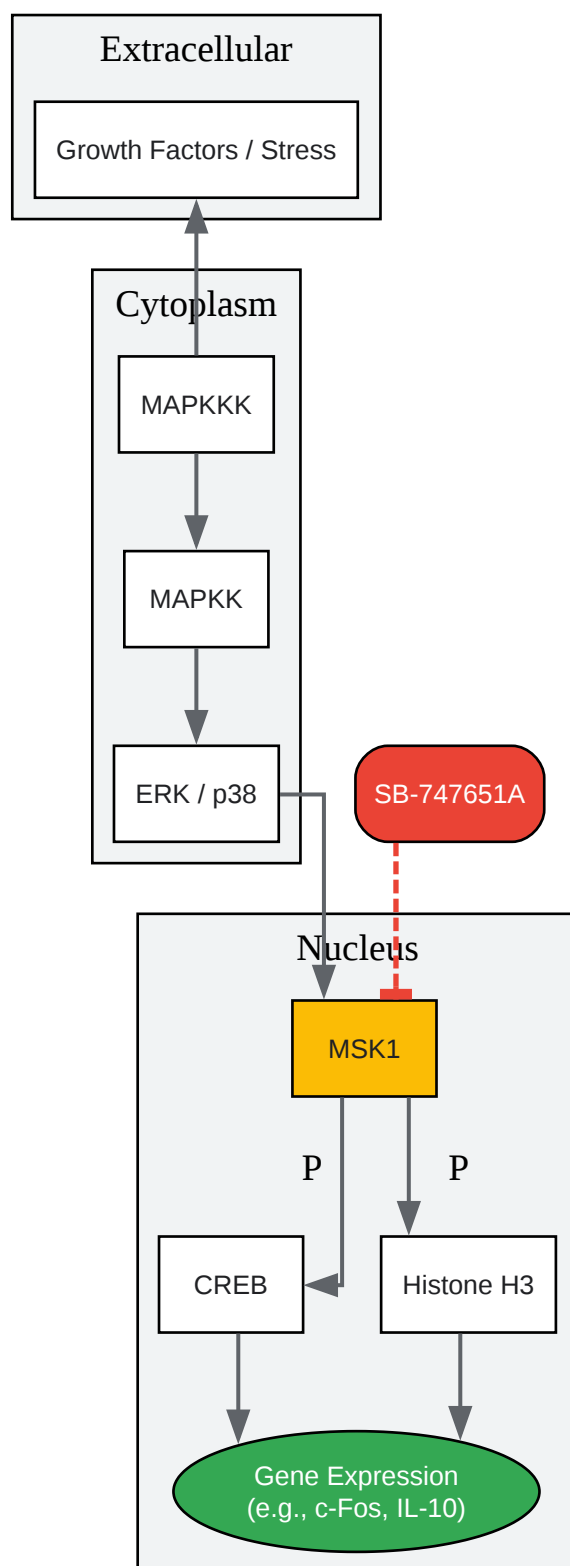 Extracellular
Growth Factors / Stress
Cytoplasm
MAPKKK
MAPKK
ERK / p38
SB-747651A
Nucleus
MSK1
P
P
CREB
Histone H3
Gene Expression
(e.g., c-Fos, IL-10)